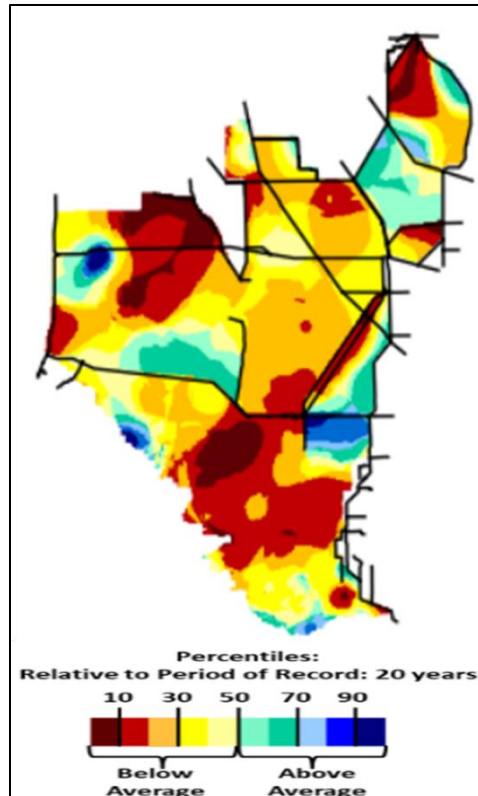 Percentiles:
Relative to Period of Record: 20 years
10 30 50 70 90
Below Above
Average Average